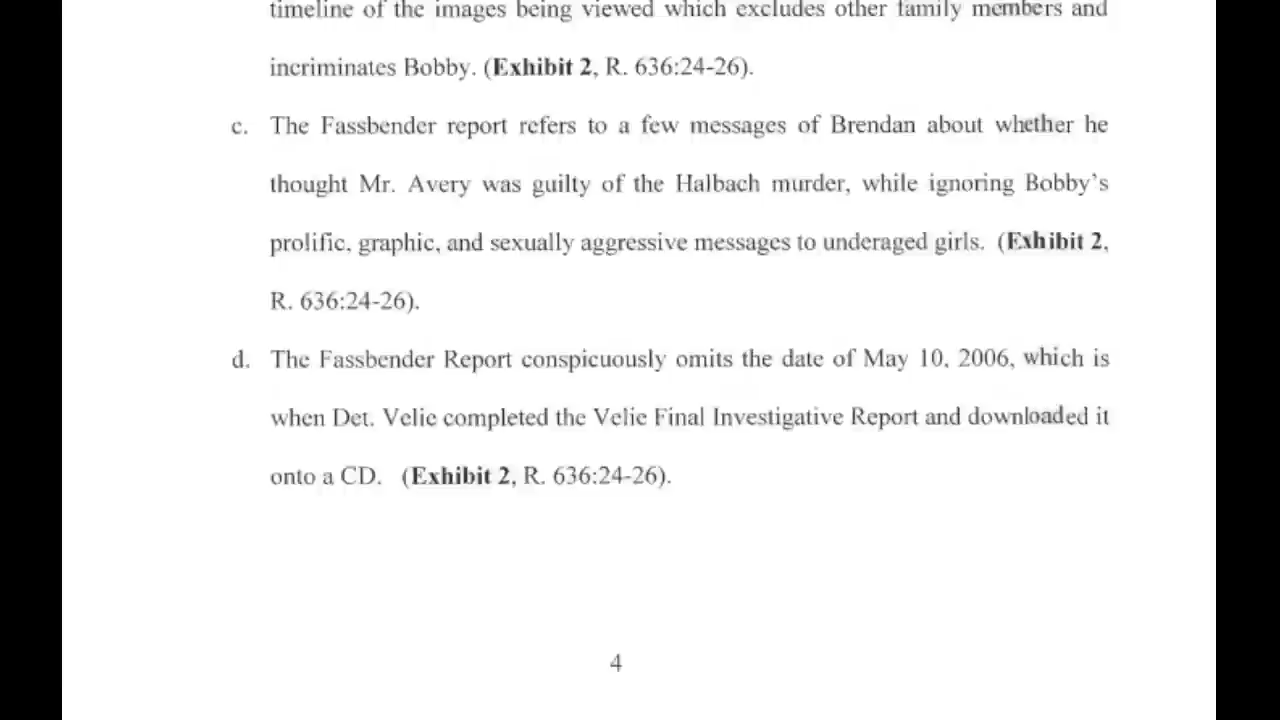 timeline of the images being viewed which excludes other family members and
incriminates Bobby. (Exhibit 2, R. 636:24-26).
c. The Fassbender report refers to a few messages of Brendan about whether he
thought Mr. Avery was guilty of the Halbach murder, while ignoring Bobby's
prolific, graphic, and sexually aggressive messages to underaged girls. (Exhibit 2,
R. 636:24-26).
d. The Fassbender Report conspicuously omits the date of May 10, 2006, which is
when Det. Velie completed the Velie Final Investigative Report and downloaded it
onto a CD. (Exhibit 2, R. 636:24-26).
4